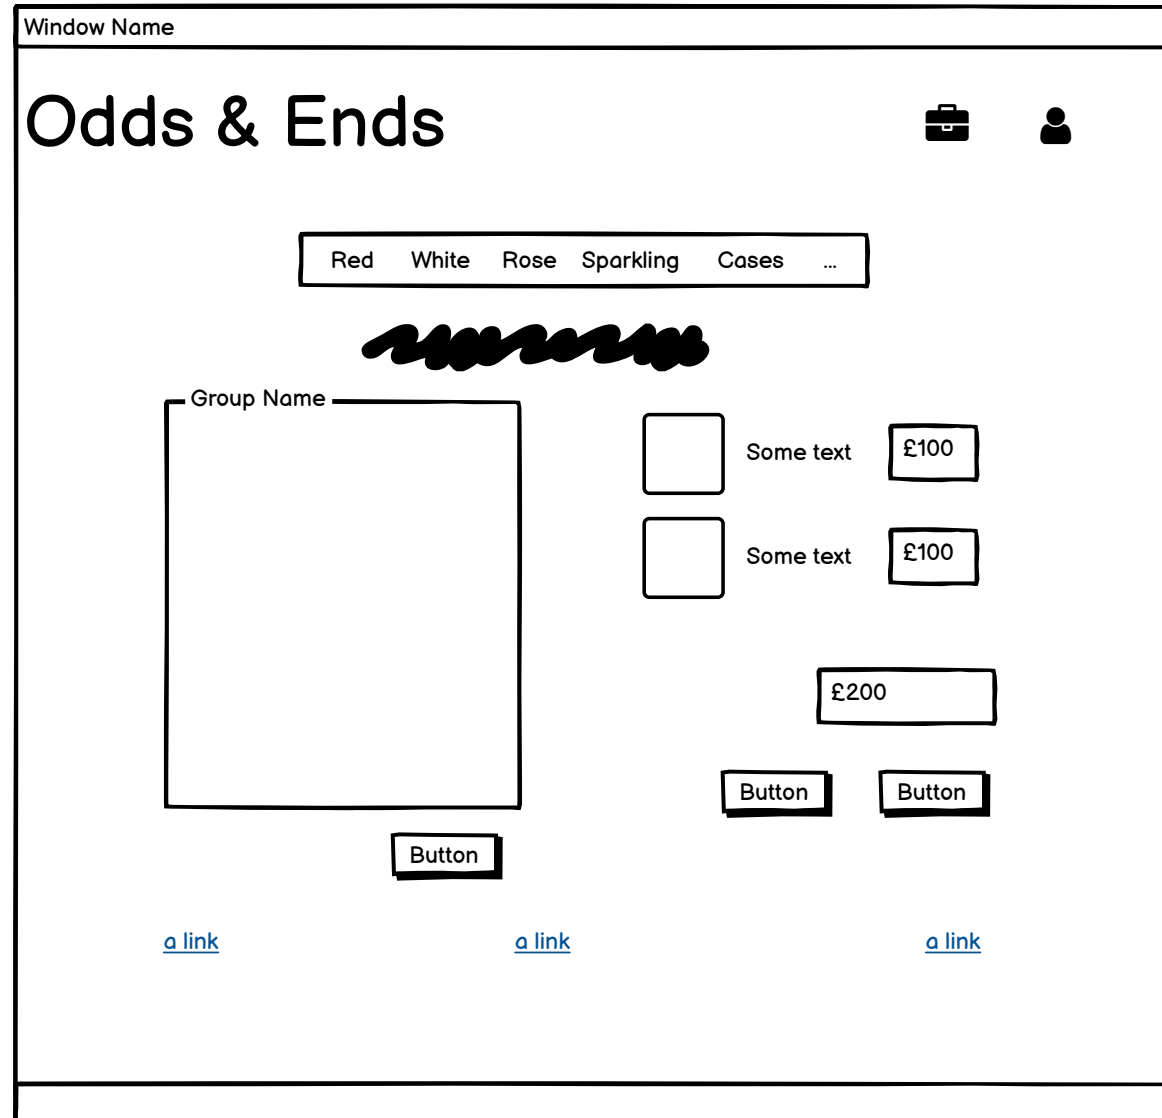 Window Name
Odds & Ends
Red White Rose Sparkling Cases ...
Group Name
Some text £100
Some text £100
£200
Button Button
Button
a link a link a link